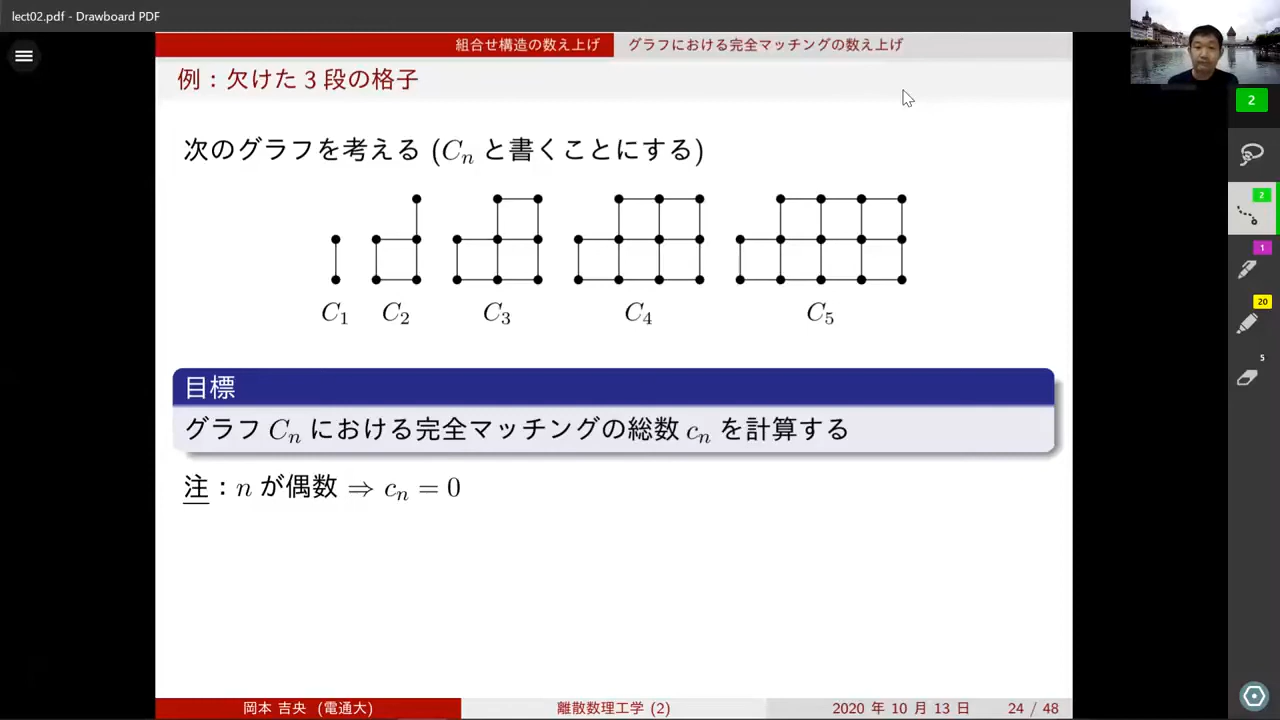 lect02.pdf - Drawboard PDF
組合せ構造の数え上げ グラフにおける完全マッチングの数え上げ
例：欠けた 3 段の格子
次のグラフを考える (Cn と書くことにする)
C1 C2 C3 C4 C5
目標
グラフ Cn における完全マッチングの総数 cn を計算する
注：n が偶数 ⇒ cn = 0
岡本 吉央 (電通大) 離散数理工学 (2) 2020 年 10 月 13 日 24 / 48
2
2
1
20
5